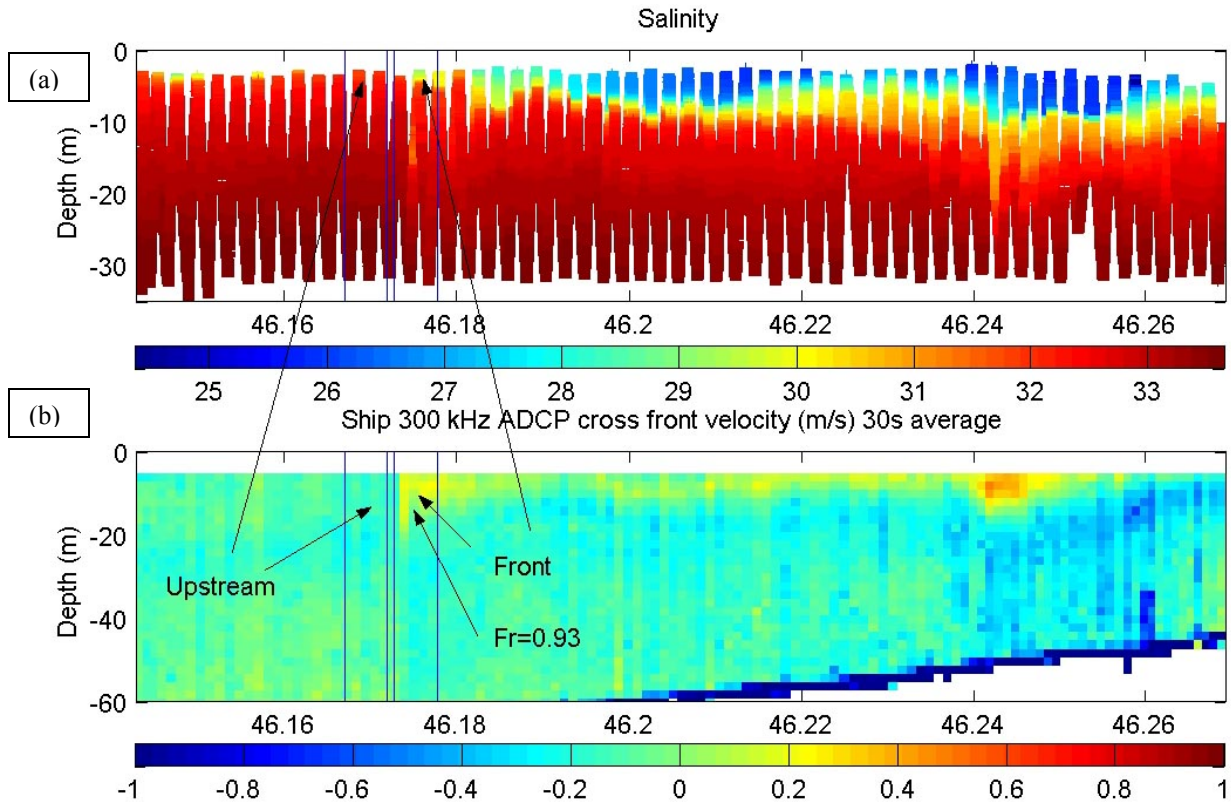 Salinity
(a)
0
-10
-20
-30
Depth (m)
46.16 46.18 46.2 46.22 46.24 46.26
25 26 27 28 29 30 31 32 33
(b)
Ship 300 kHz ADCP cross front velocity (m/s) 30s average
0
-20
-40
-60
Depth (m)
Upstream
Front
Fr=0.93
46.16 46.18 46.2 46.22 46.24 46.26
-1 -0.8 -0.6 -0.4 -0.2 0 0.2 0.4 0.6 0.8 1